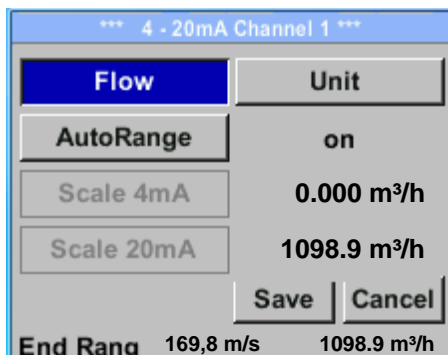 *** 4 - 20mA Channel 1 ***
Flow Unit
AutoRange on
Scale 4mA 0.000 m³/h
Scale 20mA 1098.9 m³/h
Save Cancel
End Rang 169,8 m/s 1098.9 m³/h